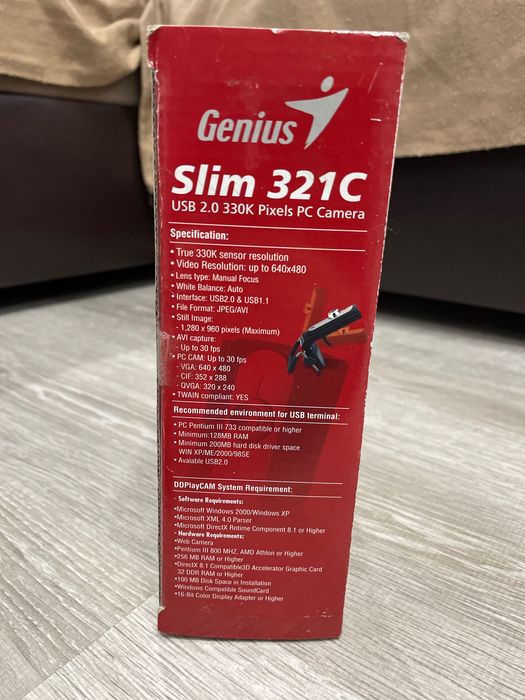 Genius
Slim 321C
USB 2.0 330K Pixels PC Camera
Specification:
• True 330K sensor resolution
• Video Resolution: up to 640x480
• Lens type: Manual Focus
• White Balance: Auto
• Interface: USB2.0 & USB1.1
• File Format: JPEG/AVI
• Still Image:
- 1,280 x 960 pixels (Maximum)
• AVI capture:
- Up to 30 fps
• PC CAM: Up to 30 fps
- VGA: 640 x 480
- CIF: 352 x 288
- QVGA: 320 x 240
• TWAIN compliant: YES
Recommended environment for USB terminal:
• PC Pentium III 733 compatible or higher
• Minimum:128MB RAM
• Minimum 200MB hard disk driver space
WIN XP/ME/2000/98SE
• Avaiable USB2.0
DDPlayCAM System Requirement:
- Software Requirements:
•Microsoft Windows 2000/Windows XP
•Microsoft XML 4.0 Parser
•Microsoft DirectX Rntime Component 8.1 or Higher
- Hardware Requirements:
•Web Camera
•Pentium III 800 MHZ, AMD Athlon or Higher
•256 MB RAM or Higher
•DirectX 8.1 Compatible3D Accelerator Graphic Card
32 DDR RAM or Higher
•100 MB Disk Space in Installation
•Windows Compatible SoundCard
•16-Bit Color Display Adapter or Higher